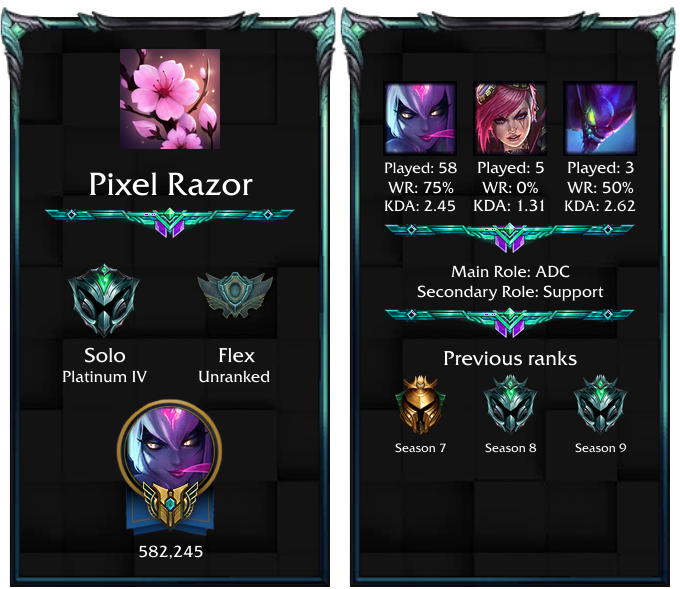 Pixel Razor
Solo
Platinum IV
Flex
Unranked
582,245
Played: 58
WR: 75%
KDA: 2.45
Played: 5
WR: 0%
KDA: 1.31
Played: 3
WR: 50%
KDA: 2.62
Main Role: ADC
Secondary Role: Support
Previous ranks
Season 7
Season 8
Season 9